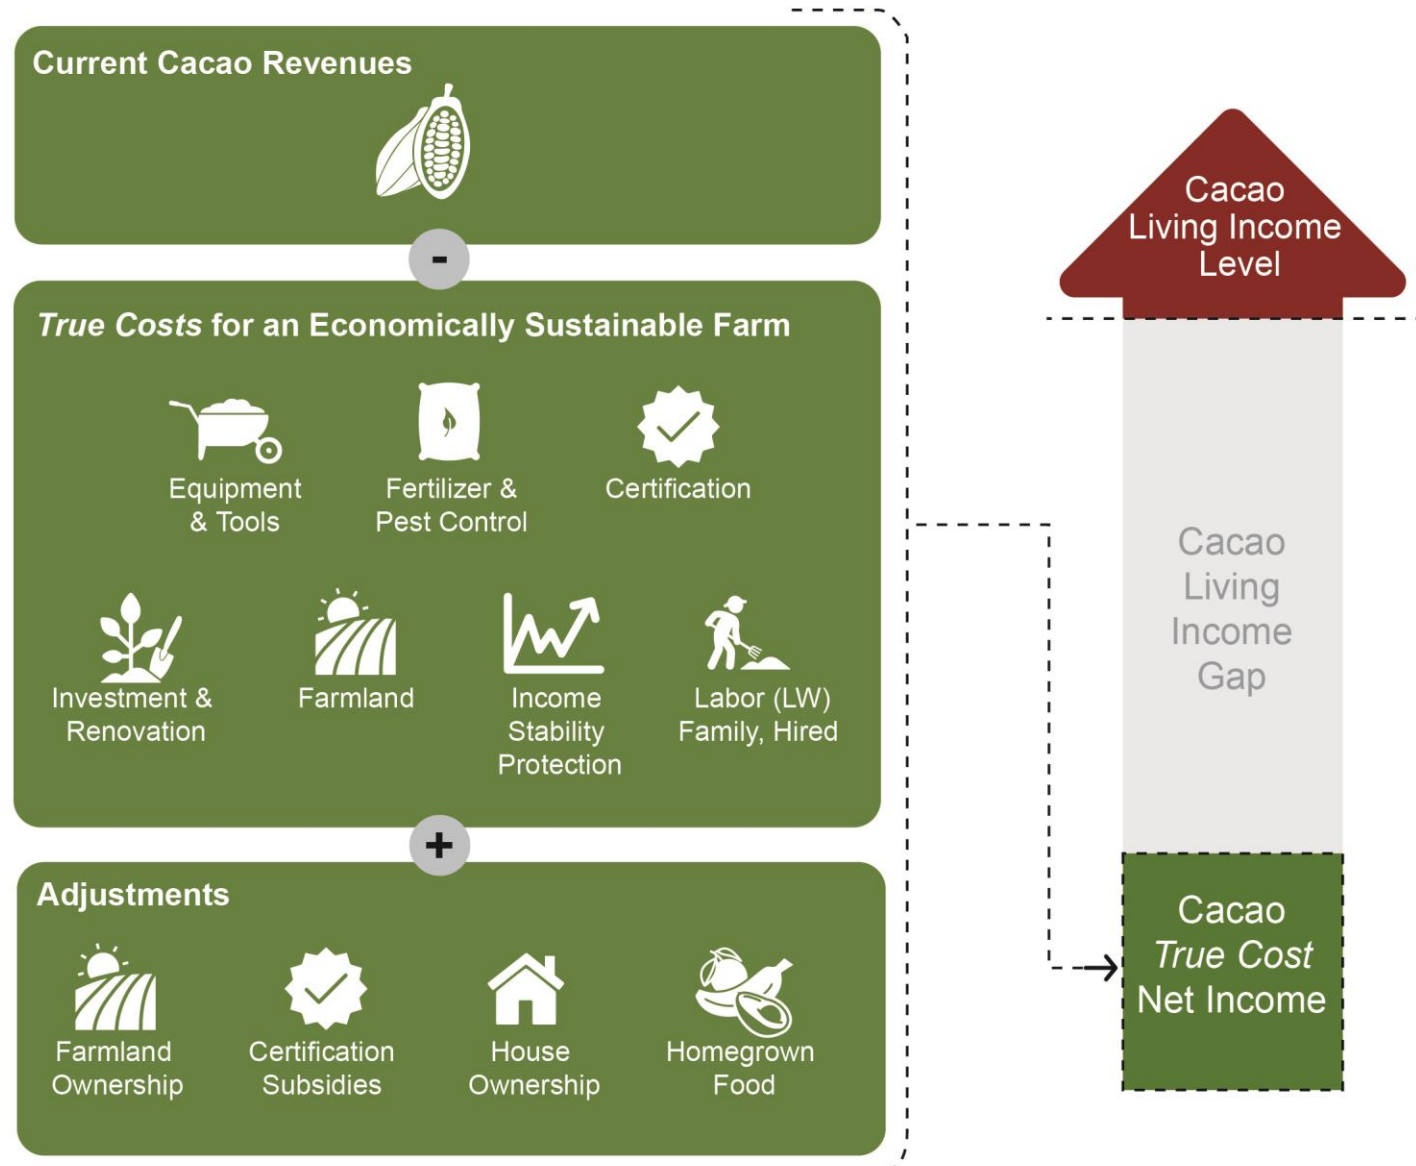 Current Cacao Revenues
-
True Costs for an Economically Sustainable Farm
Equipment
& Tools
Fertilizer &
Pest Control
Certification
Investment &
Renovation
Farmland
Income
Stability
Protection
Labor (LW)
Family, Hired
+
Adjustments
Farmland
Ownership
Certification
Subsidies
House
Ownership
Homegrown
Food
Cacao
Living Income
Level
Cacao
Living
Income
Gap
Cacao
True Cost
Net Income